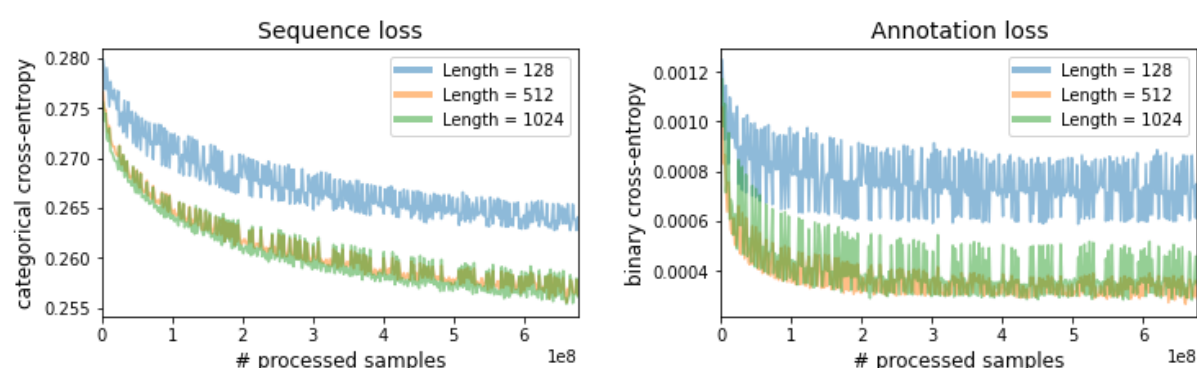 Sequence loss
categorical cross-entropy
0.280
0.275
0.270
0.265
0.260
0.255
Length = 128
Length = 512
Length = 1024
0
1
2
3
4
5
6
1e8
# processed samples
Annotation loss
binary cross-entropy
0.0012
0.0010
0.0008
0.0006
0.0004
Length = 128
Length = 512
Length = 1024
0
1
2
3
4
5
6
1e8
# processed samples